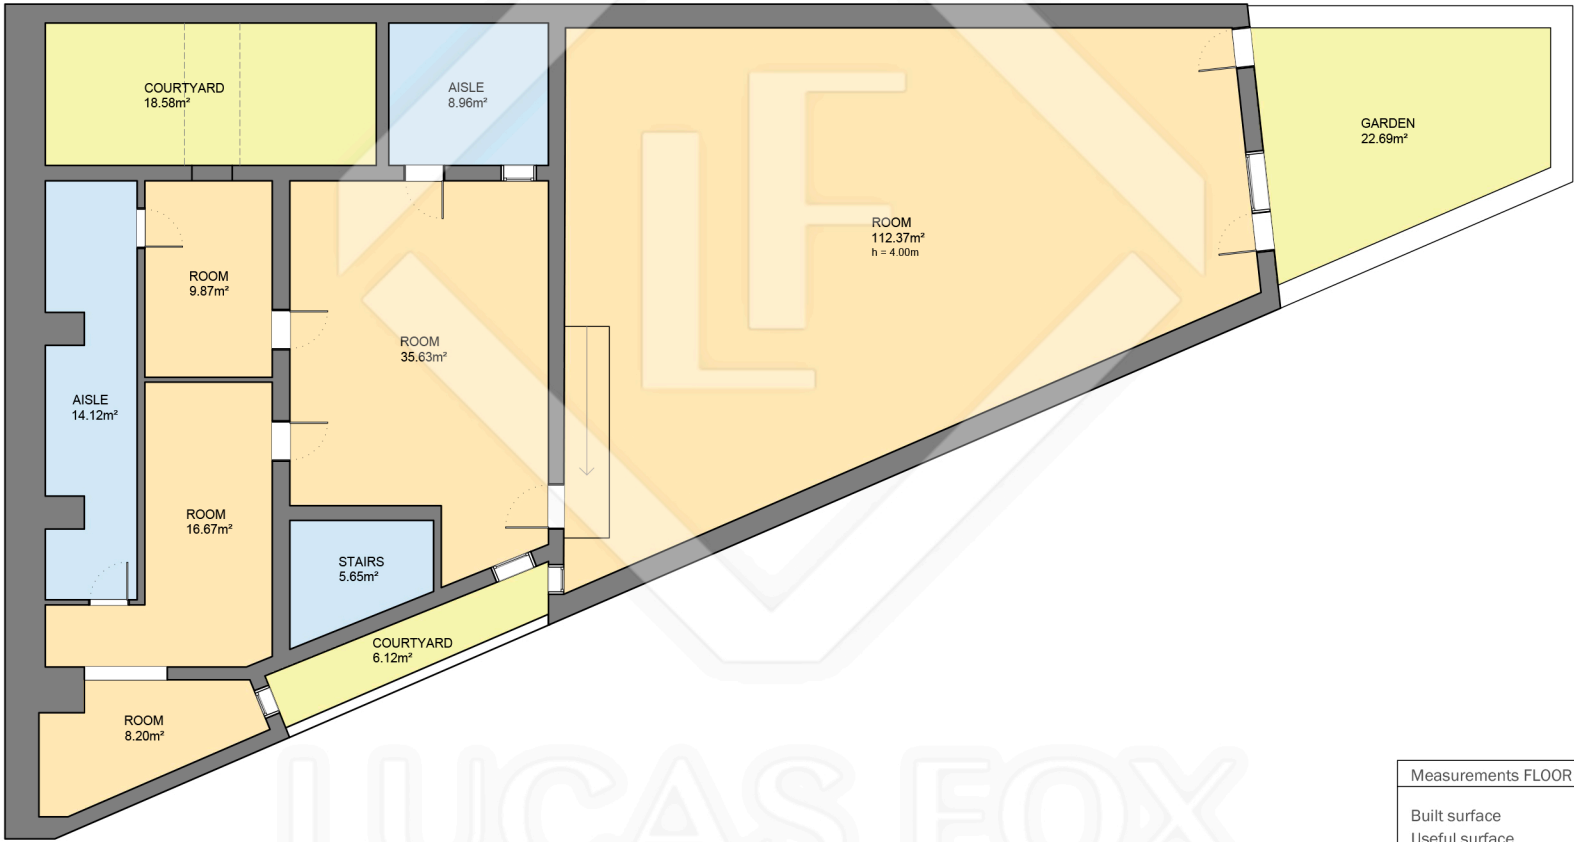 COURTYARD
18.58m²
AISLE
8.96m²
GARDEN
22.69m²
ROOM
112.37m²
h = 4.00m
ROOM
9.87m²
ROOM
35.63m²
AISLE
14.12m²
ROOM
16.67m²
STAIRS
5.65m²
COURTYARD
6.12m²
ROOM
8.20m²
LF
LUCAS FOX
Measurements FLOOR
Built surface
Useful surface